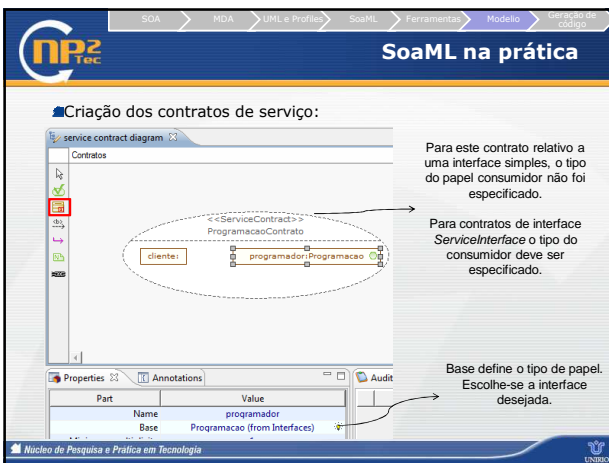 SOA
MDA
UML e Profiles
SoaML
Ferramentas
Modelio
Geração de código
NP2
Tec
SoaML na prática
Criação dos contratos de serviço:
service contract diagram
Contratos
<<ServiceContract>>
ProgramacaoContrato
cliente:
programador:Programacao
Para este contrato relativo a
uma interface simples, o tipo
do papel consumidor não foi
especificado.
Para contratos de interface
ServiceInterface o tipo do
consumidor deve ser
especificado.
Properties
Annotations
Audit
Part
Value
Name
programador
Base
Programacao (from Interfaces)
Base define o tipo de papel.
Escolhe-se a interface
desejada.
Núcleo de Pesquisa e Prática em Tecnologia
UNIRIO